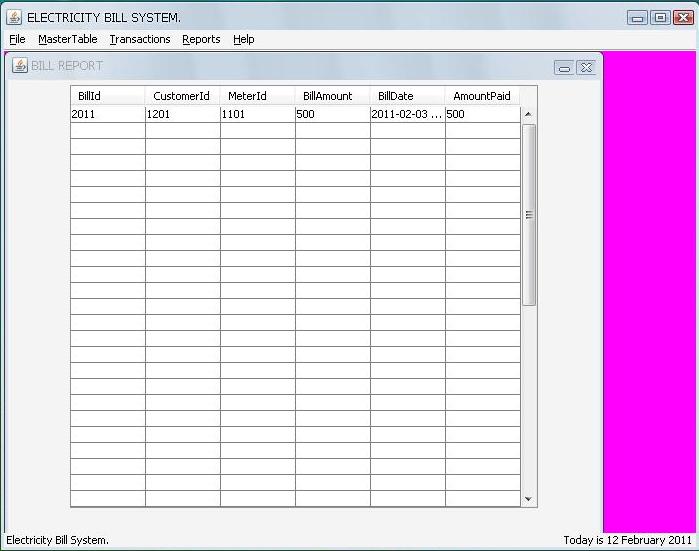 ELECTRICITY BILL SYSTEM.
File MasterTable Transactions Reports Help
BILL REPORT
BillId CustomerId MeterId BillAmount BillDate AmountPaid
2011 1201 1101 500 2011-02-03 ... 500
Electricity Bill System. Today is 12 February 2011